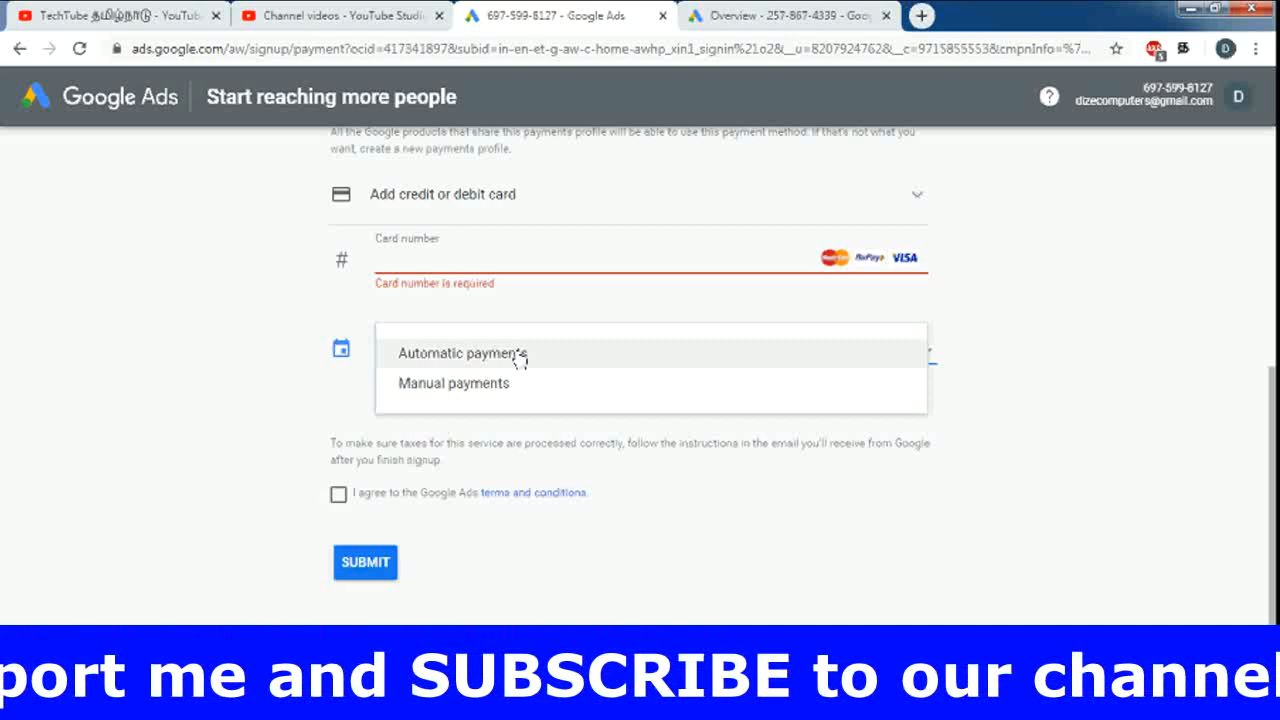 TechTube தமிழ்நாடு - YouTub
Channel videos - YouTube Studi
697-599-8127 - Google Ads
Overview - 257-867-4339 - Goog
ads.google.com/aw/signup/payment?ocid=417341897&subid=in-en-et-g-aw-c-home-awhp_xin1_signin%21o2&__u=8207924762&__c=9715855553&cmpnInfo=%7...
D
Google Ads
Start reaching more people
697-599-8127
dizecomputers@gmail.com
D
All the Google products that share this payments profile will be able to use this payment method. If that's not what you
want, create a new payments profile.
Add credit or debit card
Card number
# RuPay VISA
Card number is required
Automatic payments
Manual payments
To make sure taxes for this service are processed correctly, follow the instructions in the email you'll receive from Google
after you finish signup.
I agree to the Google Ads terms and conditions.
SUBMIT
port me and SUBSCRIBE to our channel